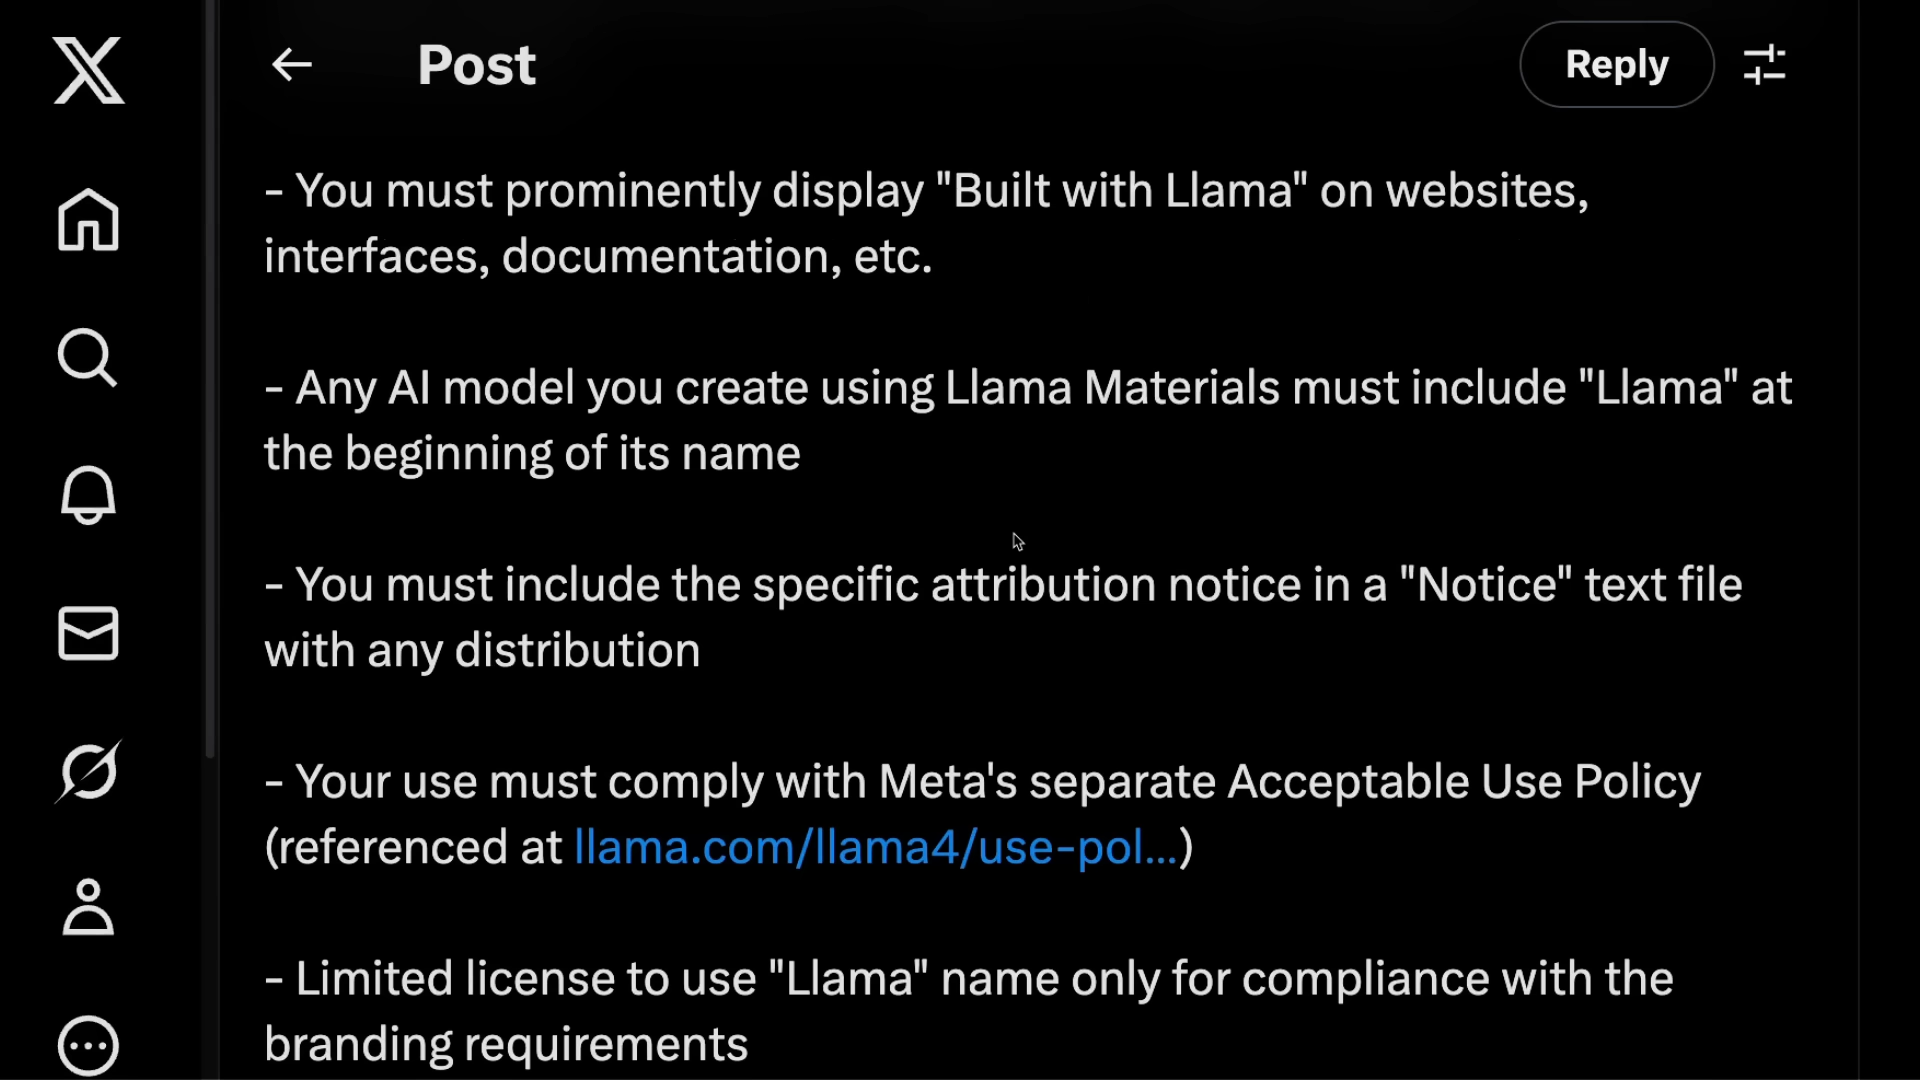 Post
Reply
- You must prominently display "Built with Llama" on websites,
interfaces, documentation, etc.
- Any AI model you create using Llama Materials must include "Llama" at
the beginning of its name
- You must include the specific attribution notice in a "Notice" text file
with any distribution
- Your use must comply with Meta's separate Acceptable Use Policy
(referenced at llama.com/llama4/use-pol...)
- Limited license to use "Llama" name only for compliance with the
branding requirements